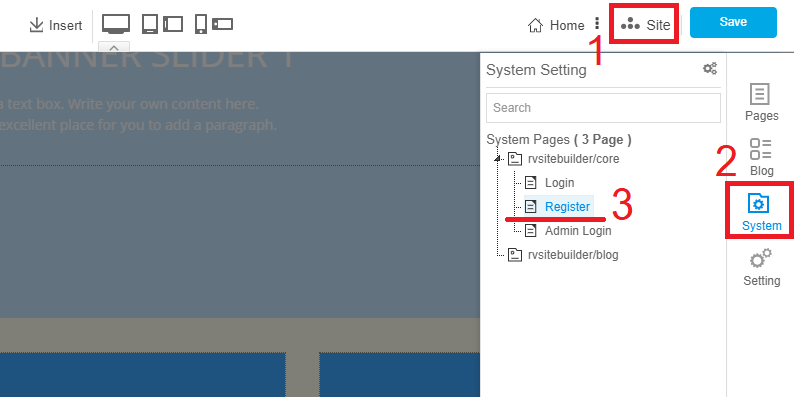 Insert
Home
1
Site
Save
BANNER SLIDER 1
a text box. Write your own content here.
excellent place for you to add a paragraph.
System Setting
Search
System Pages ( 3 Page )
rvsitebuilder/core
Login
Register
3
Admin Login
rvsitebuilder/blog
Pages
Blog
2
System
Setting